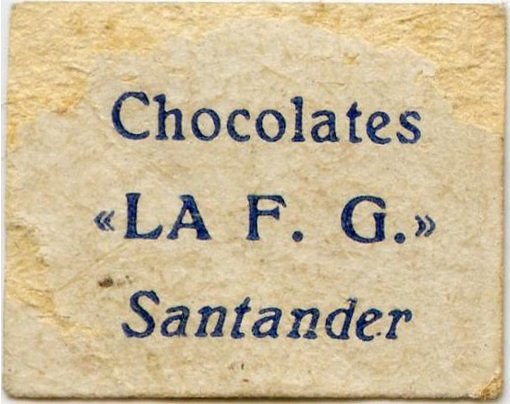 Chocolates
«LA F. G.»
Santander